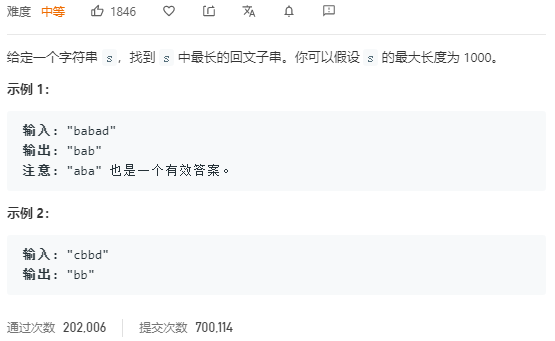 难度 中等 1846
给定一个字符串 s，找到 s 中最长的回文子串。你可以假设 s 的最大长度为 1000。
示例 1：
输入: "babad"
输出: "bab"
注意: "aba" 也是一个有效答案。
示例 2：
输入: "cbbd"
输出: "bb"
通过次数 202,006 提交次数 700,114